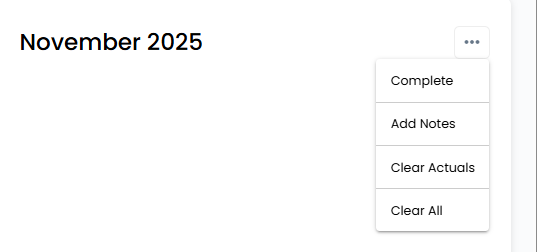 November 2025
Complete
Add Notes
Clear Actuals
Clear All